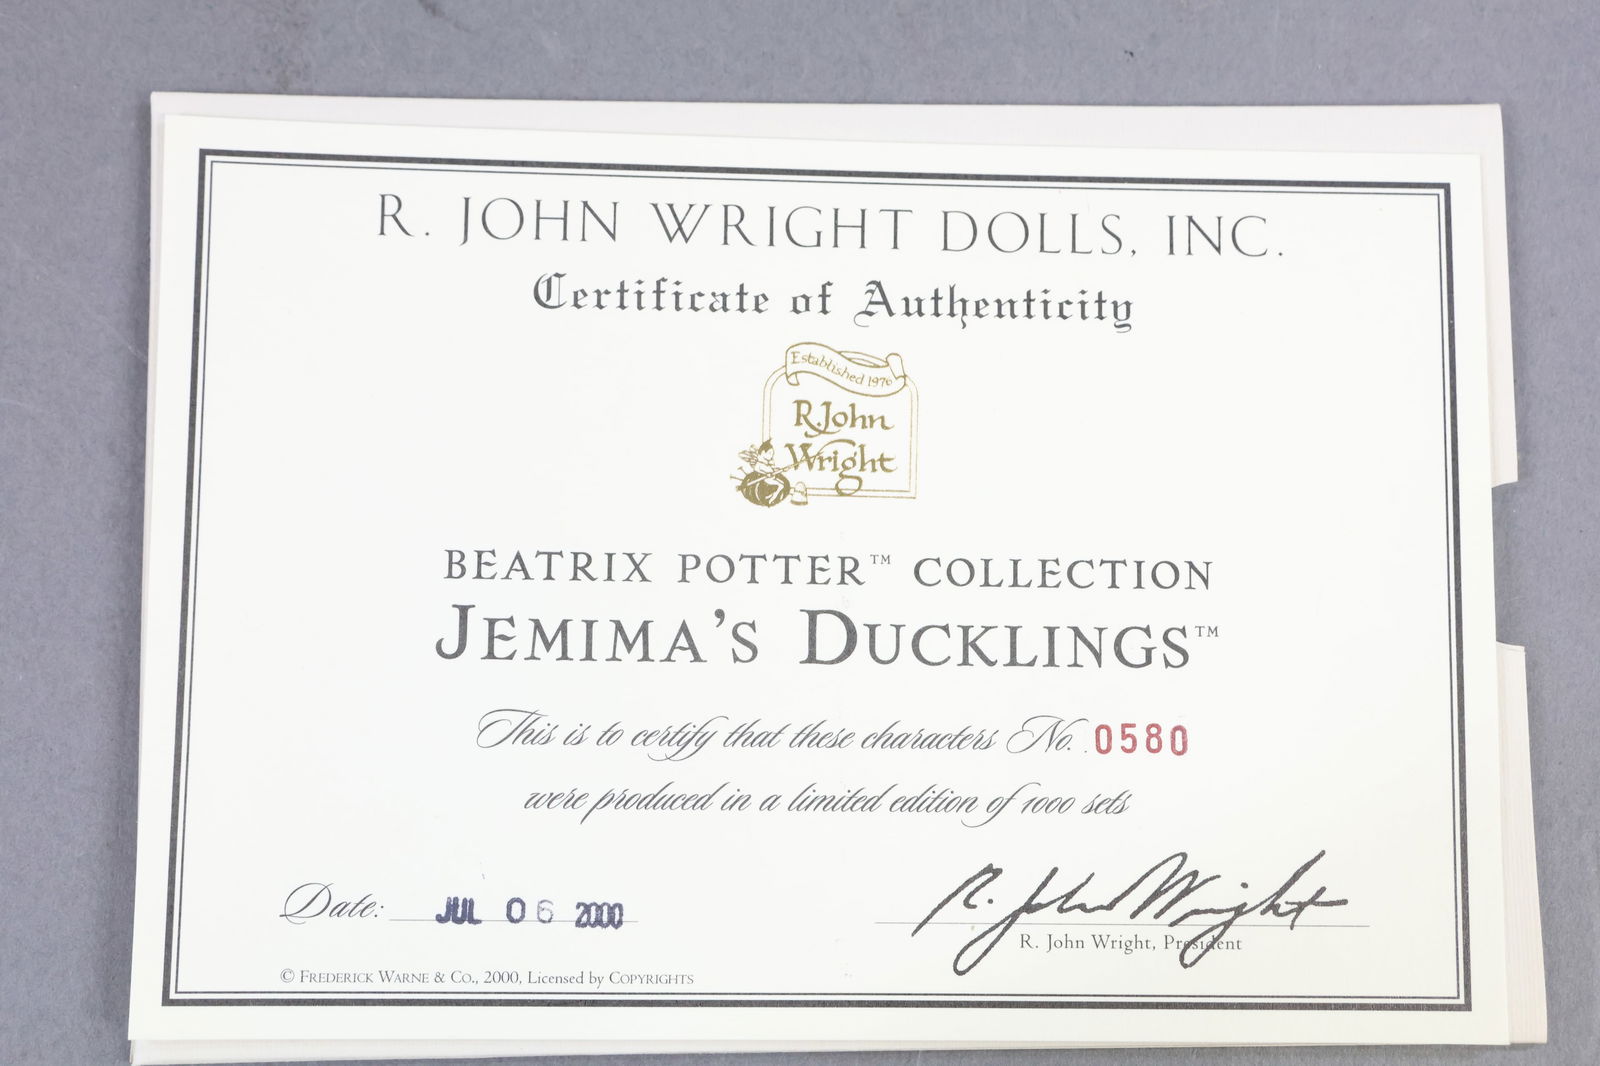 R. JOHN WRIGHT DOLLS, INC.
Certificate of Authenticity
Established 1976
R. John
Wright
BEATRIX POTTER™ COLLECTION
JEMIMA'S DUCKLINGS™
This is to certify that these characters No. 0580
were produced in a limited edition of 1000 sets
Date: JUL 06 2000
R. John Wright
R. John Wright, President
© FREDERICK WARNE & CO., 2000, Licensed by COPYRIGHTS